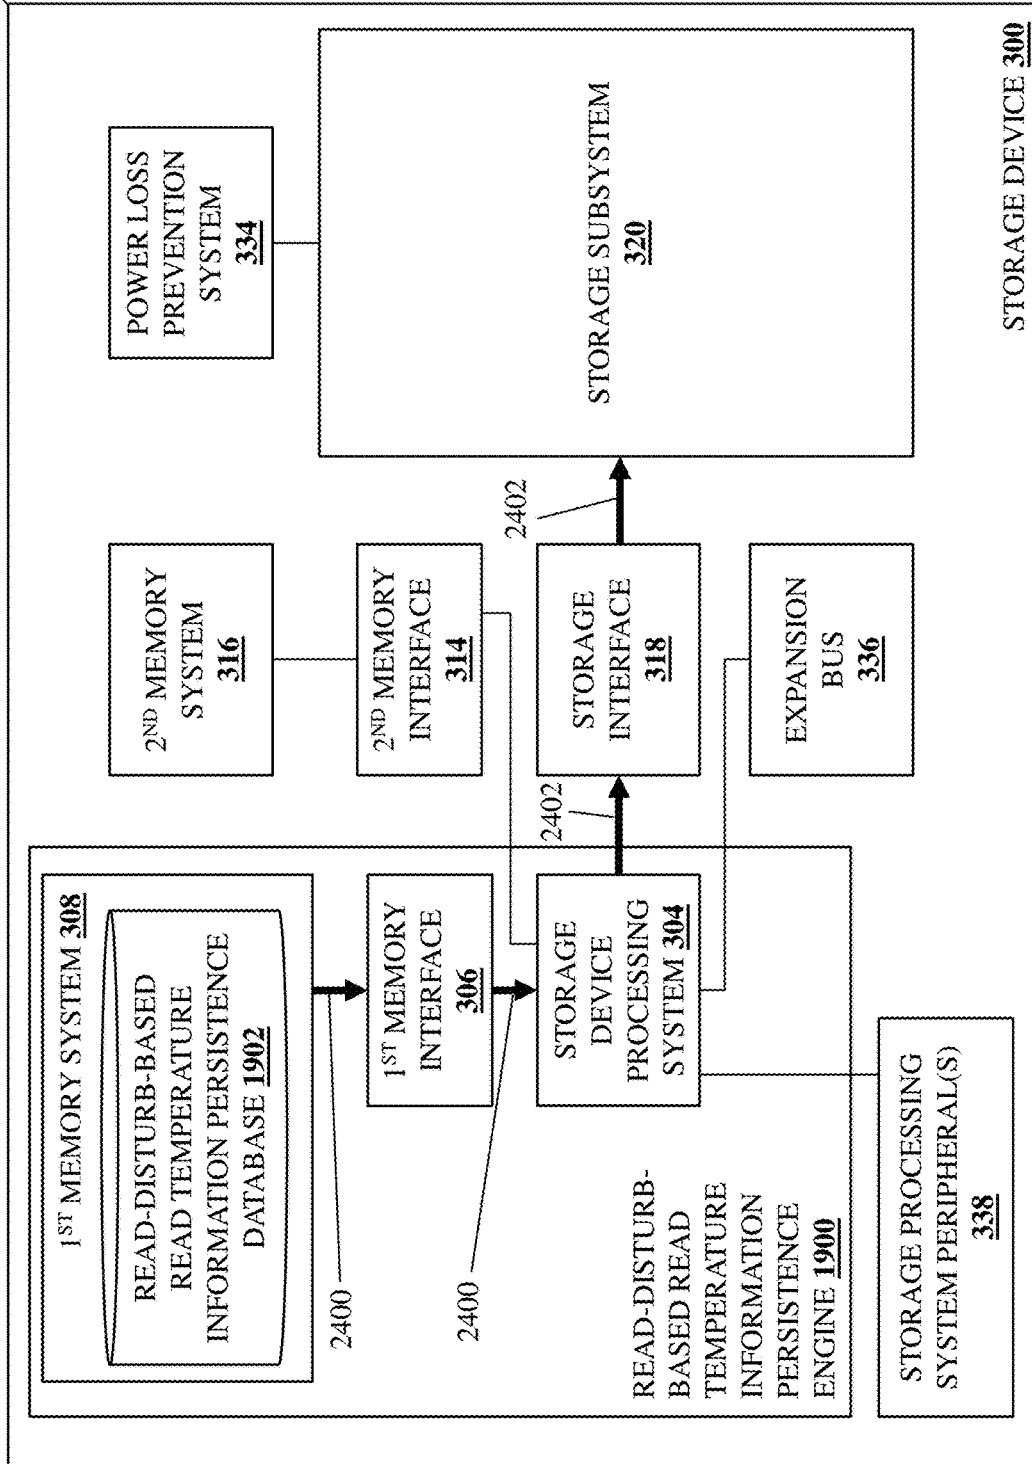 1ST MEMORY SYSTEM 308
READ-DISTURB-BASED
READ TEMPERATURE
INFORMATION PERSISTENCE
DATABASE 1902
2400
1ST MEMORY
INTERFACE
306
2400
STORAGE
DEVICE
PROCESSING
SYSTEM 304
READ-DISTURB-
BASED READ
TEMPERATURE
INFORMATION
PERSISTENCE
ENGINE 1900
STORAGE PROCESSING
SYSTEM PERIPHERAL(S)
338
2ND MEMORY
SYSTEM
316
2ND MEMORY
INTERFACE
314
2402
STORAGE
INTERFACE
318
2402
EXPANSION
BUS
336
POWER LOSS
PREVENTION
SYSTEM
334
STORAGE SUBSYSTEM
320
STORAGE DEVICE 300